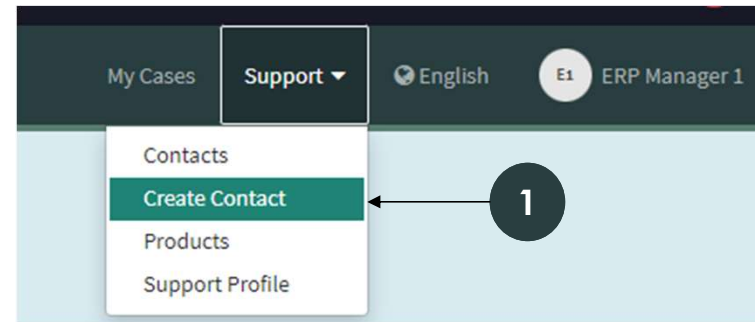 My Cases Support English E1 ERP Manager 1
Contacts
Create Contact
1
Products
Support Profile